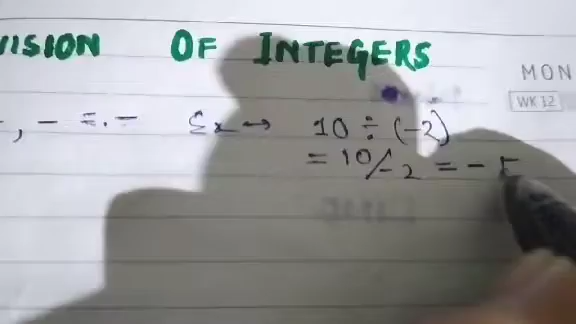 VISION OF INTEGERS
MON
WK 12
, - = . - Ex → 10 ÷ (-2)
= 10/-2 = -5